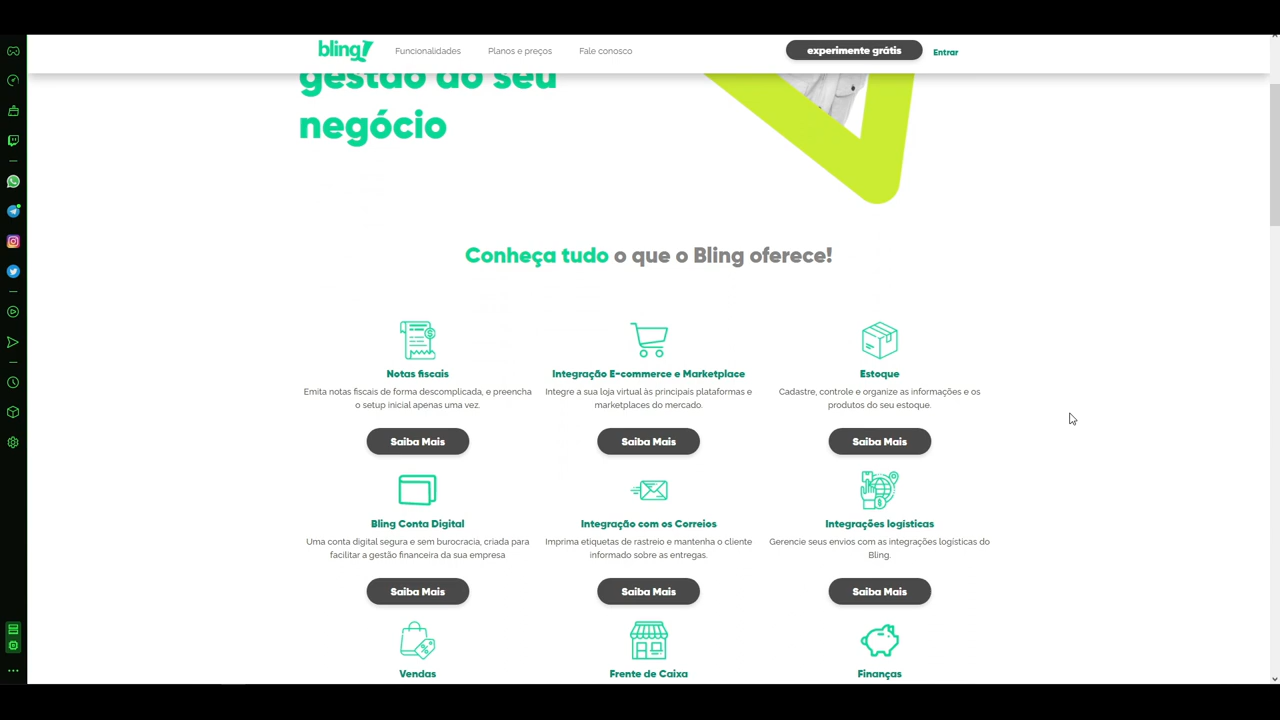 bling!
Funcionalidades
Planos e preços
Fale conosco
experimente grátis
Entrar
gestão do seu
negócio
Conheça tudo o que o Bling oferece!
Notas fiscais
Emita notas fiscais de forma descomplicada, e preencha
o setup inicial apenas uma vez.
Saiba Mais
Integração E-commerce e Marketplace
Integre a sua loja virtual às principais plataformas e
marketplaces do mercado.
Saiba Mais
Estoque
Cadastre, controle e organize as informações e os
produtos do seu estoque.
Saiba Mais
Bling Conta Digital
Uma conta digital segura e sem burocracia, criada para
facilitar a gestão financeira da sua empresa
Saiba Mais
Integração com os Correios
Imprima etiquetas de rastreio e mantenha o cliente
informado sobre as entregas.
Saiba Mais
Integrações logísticas
Gerencie seus envios com as integrações logísticas do
Bling.
Saiba Mais
Vendas
Frente de Caixa
Finanças